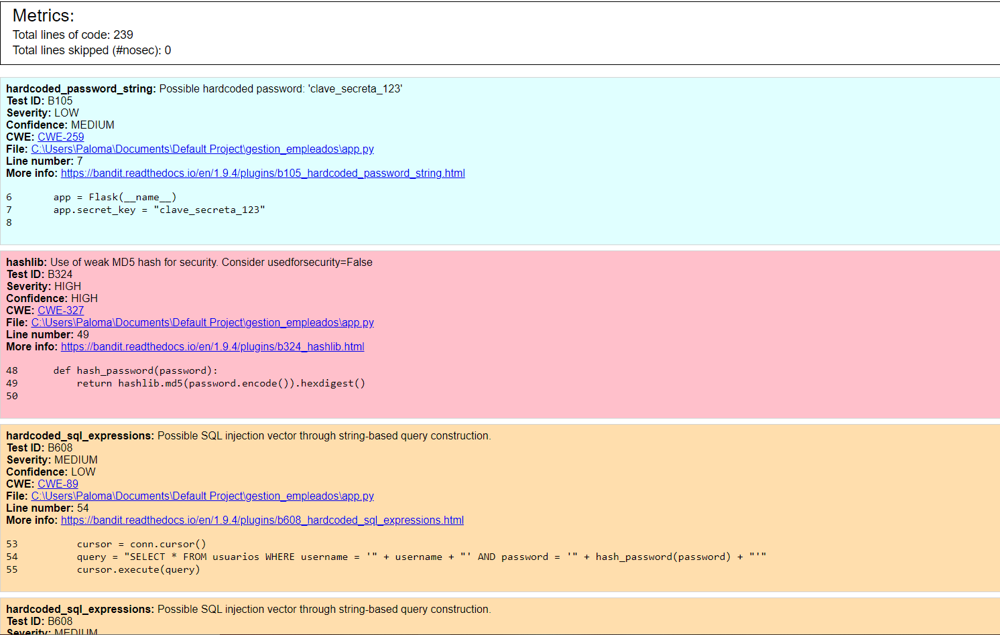 Metrics:
Total lines of code: 239
Total lines skipped (#nosec): 0
hardcoded_password_string: Possible hardcoded password: 'clave_secreta_123'
Test ID: B105
Severity: LOW
Confidence: MEDIUM
CWE: CWE-259
File: C:\Users\Paloma\Documents\Default Project\gestion_empleados\app.py
Line number: 7
More info: https://bandit.readthedocs.io/en/1.9.4/plugins/b105_hardcoded_password_string.html
6 app = Flask(__name__)
7 app.secret_key = "clave_secreta_123"
8
hashlib: Use of weak MD5 hash for security. Consider usedforsecurity=False
Test ID: B324
Severity: HIGH
Confidence: HIGH
CWE: CWE-327
File: C:\Users\Paloma\Documents\Default Project\gestion_empleados\app.py
Line number: 49
More info: https://bandit.readthedocs.io/en/1.9.4/plugins/b324_hashlib.html
48 def hash_password(password):
49 return hashlib.md5(password.encode()).hexdigest()
50
hardcoded_sql_expressions: Possible SQL injection vector through string-based query construction.
Test ID: B608
Severity: MEDIUM
Confidence: LOW
CWE: CWE-89
File: C:\Users\Paloma\Documents\Default Project\gestion_empleados\app.py
Line number: 54
More info: https://bandit.readthedocs.io/en/1.9.4/plugins/b608_hardcoded_sql_expressions.html
53 cursor = conn.cursor()
54 query = "SELECT * FROM usuarios WHERE username = '" + username + "' AND password = '" + hash_password(password) + "'"
55 cursor.execute(query)
hardcoded_sql_expressions: Possible SQL injection vector through string-based query construction.
Test ID: B608
Severity: MEDIUM